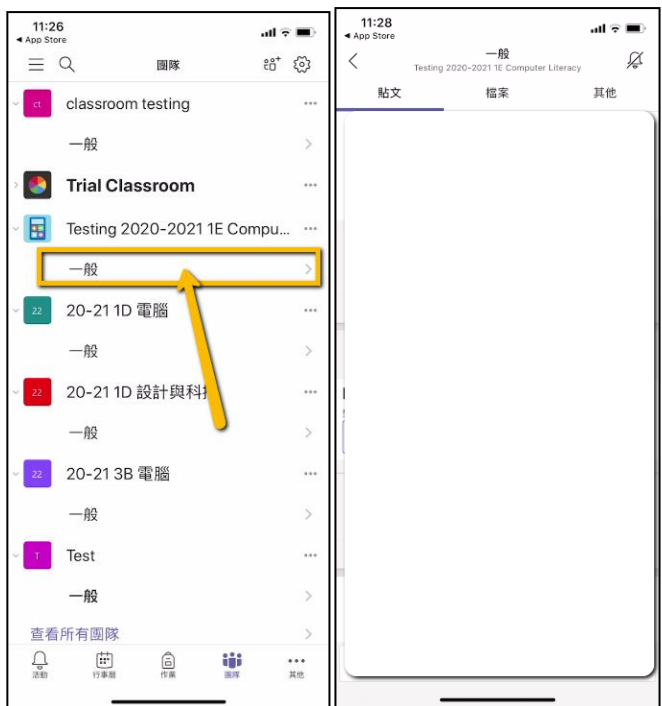 11:26
App Store
團隊
ct
classroom testing
一般
Trial Classroom
Testing 2020-2021 1E Compu...
一般
22
20-21 1D 電腦
一般
22
20-21 1D 設計與科
一般
22
20-21 3B 電腦
一般
T
Test
一般
查看所有團隊
活動
行事曆
作業
團隊
其他
11:28
App Store
一般
Testing 2020-2021 1E Computer Literacy
貼文
檔案
其他